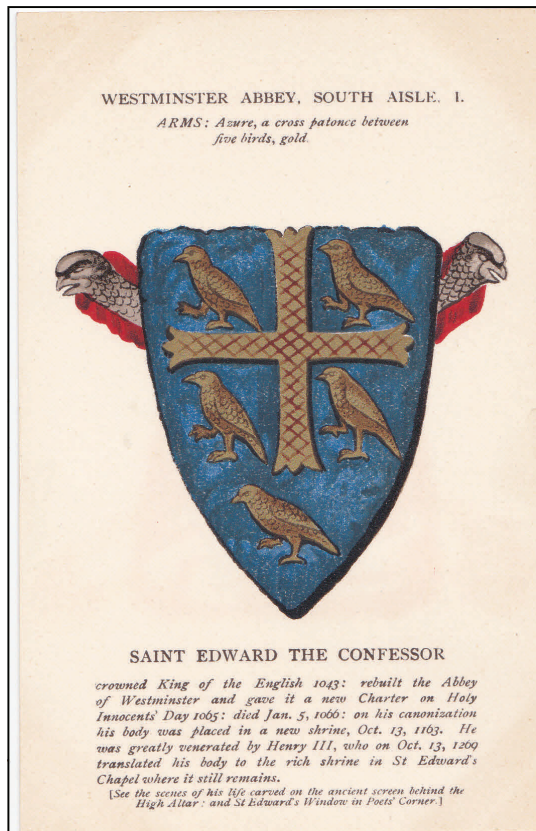 WESTMINSTER ABBEY, SOUTH AISLE. 1.
ARMS: Azure, a cross patonce between
five birds, gold.
SAINT EDWARD THE CONFESSOR
crowned King of the English 1043: rebuilt the Abbey
of Westminster and gave it a new Charter on Holy
Innocents' Day 1065: died Jan. 5, 1066: on his canonization
his body was placed in a new shrine, Oct. 13, 1163. He
was greatly venerated by Henry III, who on Oct. 13, 1269
translated his body to the rich shrine in St Edward's
Chapel where it still remains.
[See the scenes of his life carved on the ancient screen behind the
High Altar: and St Edward's Window in Poets' Corner.]